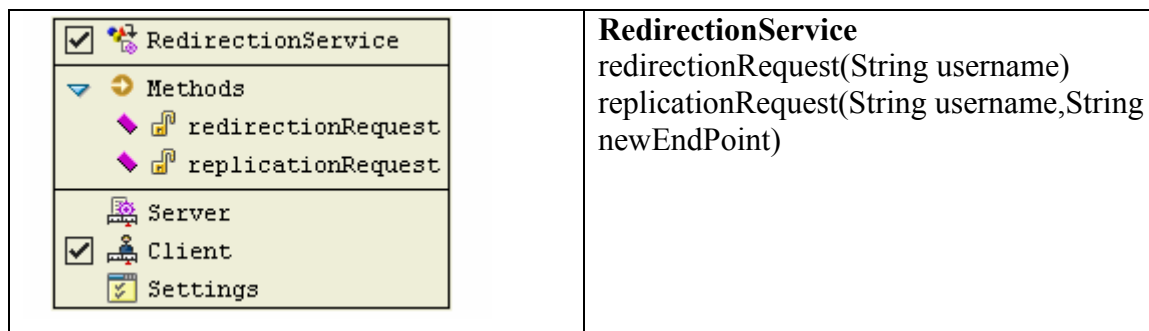 RedirectionService
Methods
redirectionRequest
replicationRequest
Server
Client
Settings
RedirectionService
redirectionRequest(String username)
replicationRequest(String username,String
newEndPoint)